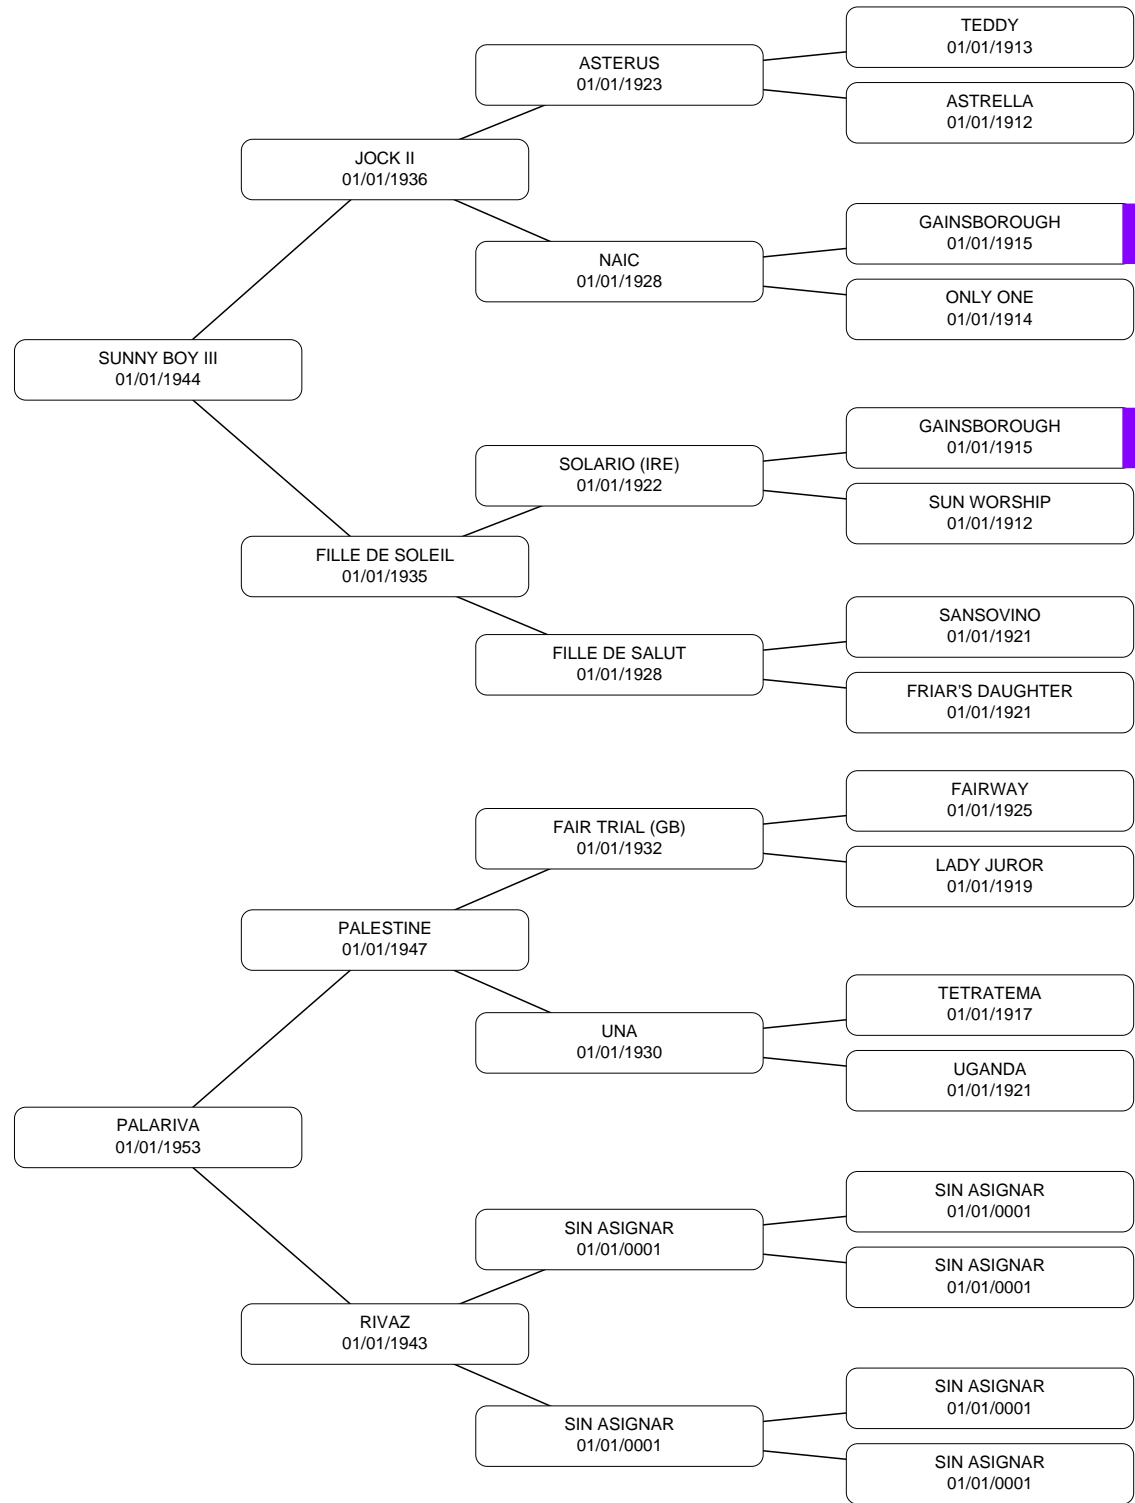 TEDDY
01/01/1913
ASTERUS
01/01/1923
ASTRELLA
01/01/1912
JOCK II
01/01/1936
GAINSBOROUGH
01/01/1915
NAIC
01/01/1928
ONLY ONE
01/01/1914
SUNNY BOY III
01/01/1944
GAINSBOROUGH
01/01/1915
SOLARIO (IRE)
01/01/1922
SUN WORSHIP
01/01/1912
FILLE DE SOLEIL
01/01/1935
SANSOVINO
01/01/1921
FILLE DE SALUT
01/01/1928
FRIAR'S DAUGHTER
01/01/1921
FAIRWAY
01/01/1925
FAIR TRIAL (GB)
01/01/1932
LADY JUROR
01/01/1919
PALESTINE
01/01/1947
TETRATEMA
01/01/1917
UNA
01/01/1930
UGANDA
01/01/1921
PALARIVA
01/01/1953
SIN ASIGNAR
01/01/0001
SIN ASIGNAR
01/01/0001
SIN ASIGNAR
01/01/0001
RIVAZ
01/01/1943
SIN ASIGNAR
01/01/0001
SIN ASIGNAR
01/01/0001
SIN ASIGNAR
01/01/0001